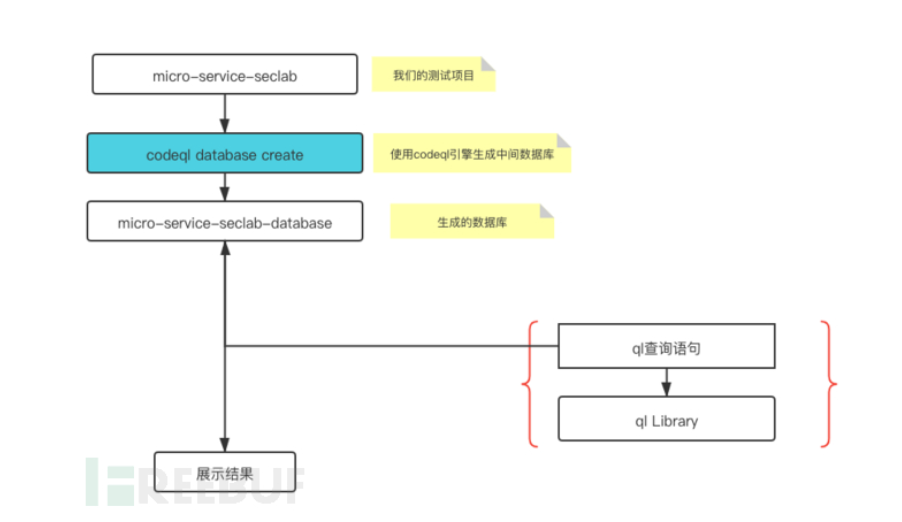 micro-service-seclab
我们的测试项目
codeql database create
使用codeql引擎生成中间数据库
micro-service-seclab-database
生成的数据库
ql查询语句
ql Library
展示结果
FREEBUF